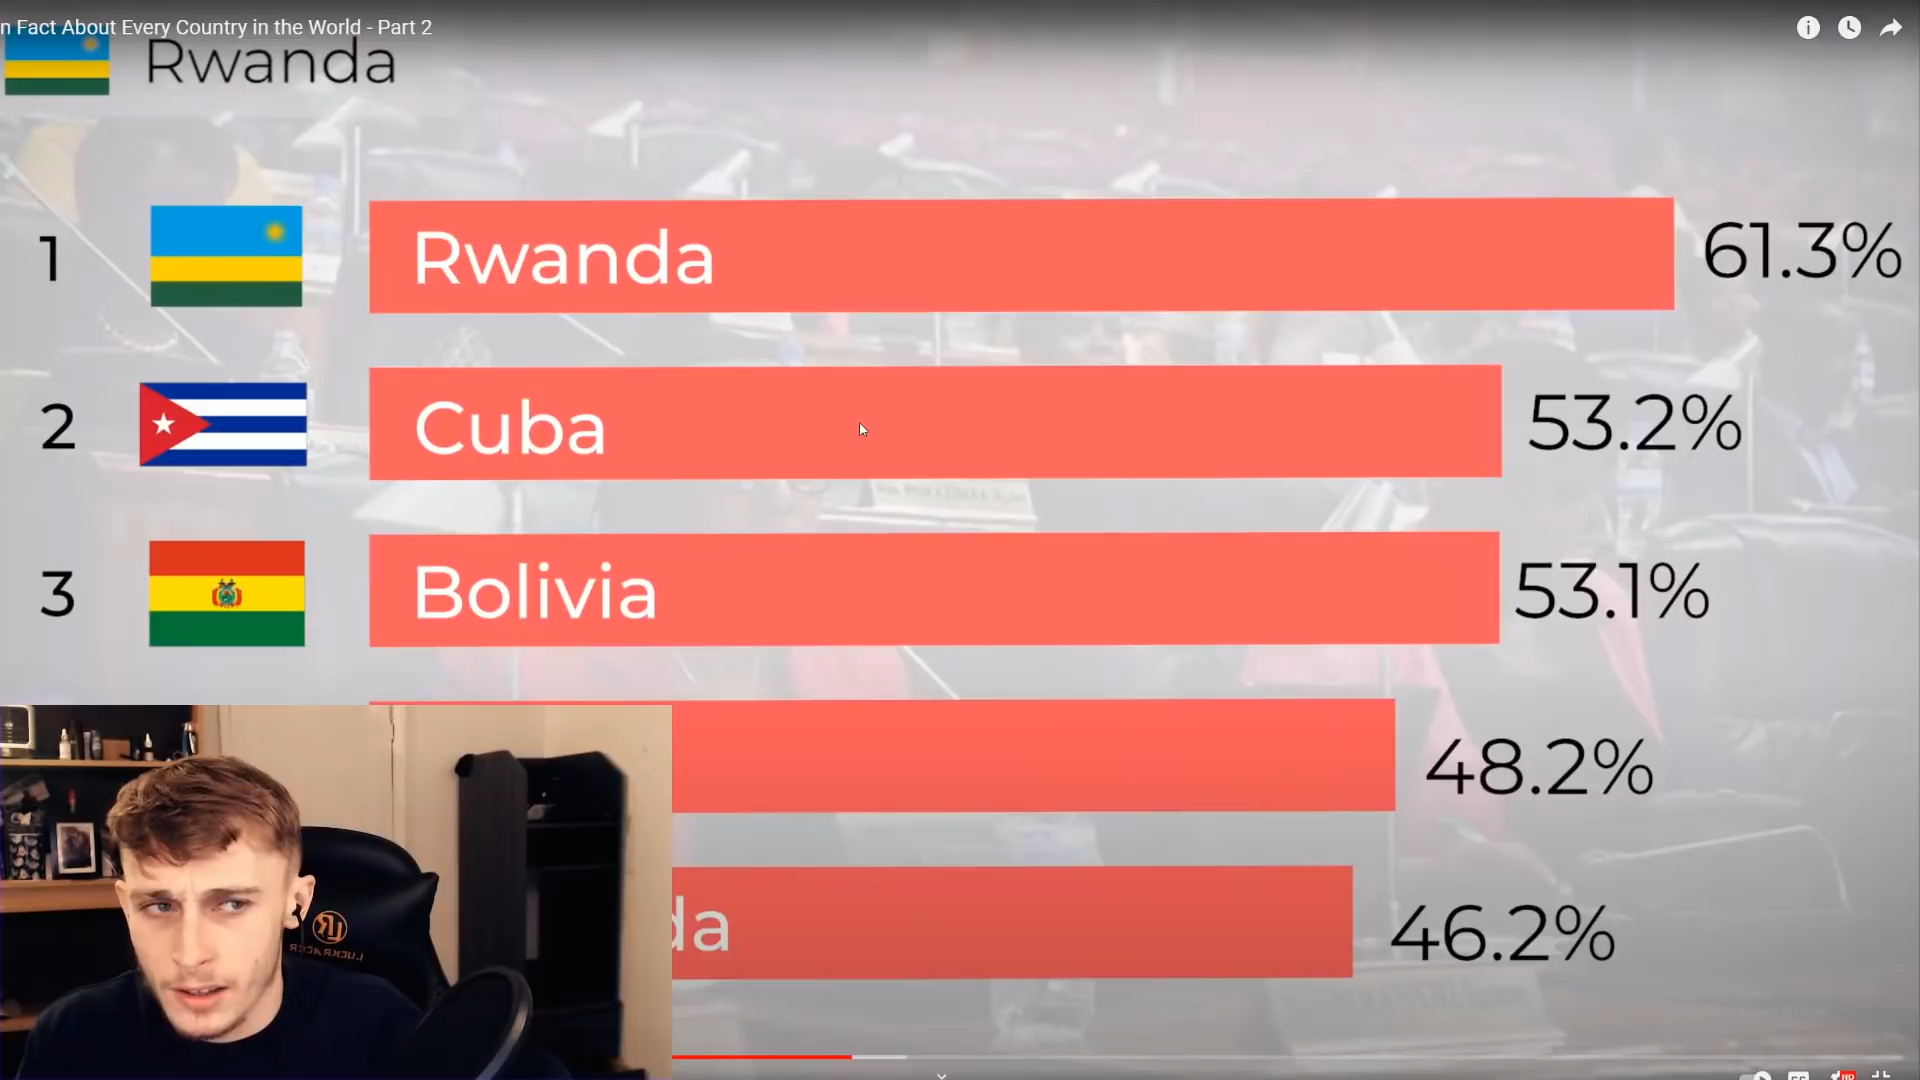 n Fact About Every Country in the World - Part 2
Rwanda
1 Rwanda 61.3%
2 Cuba 53.2%
3 Bolivia 53.1%
48.2%
da 46.2%